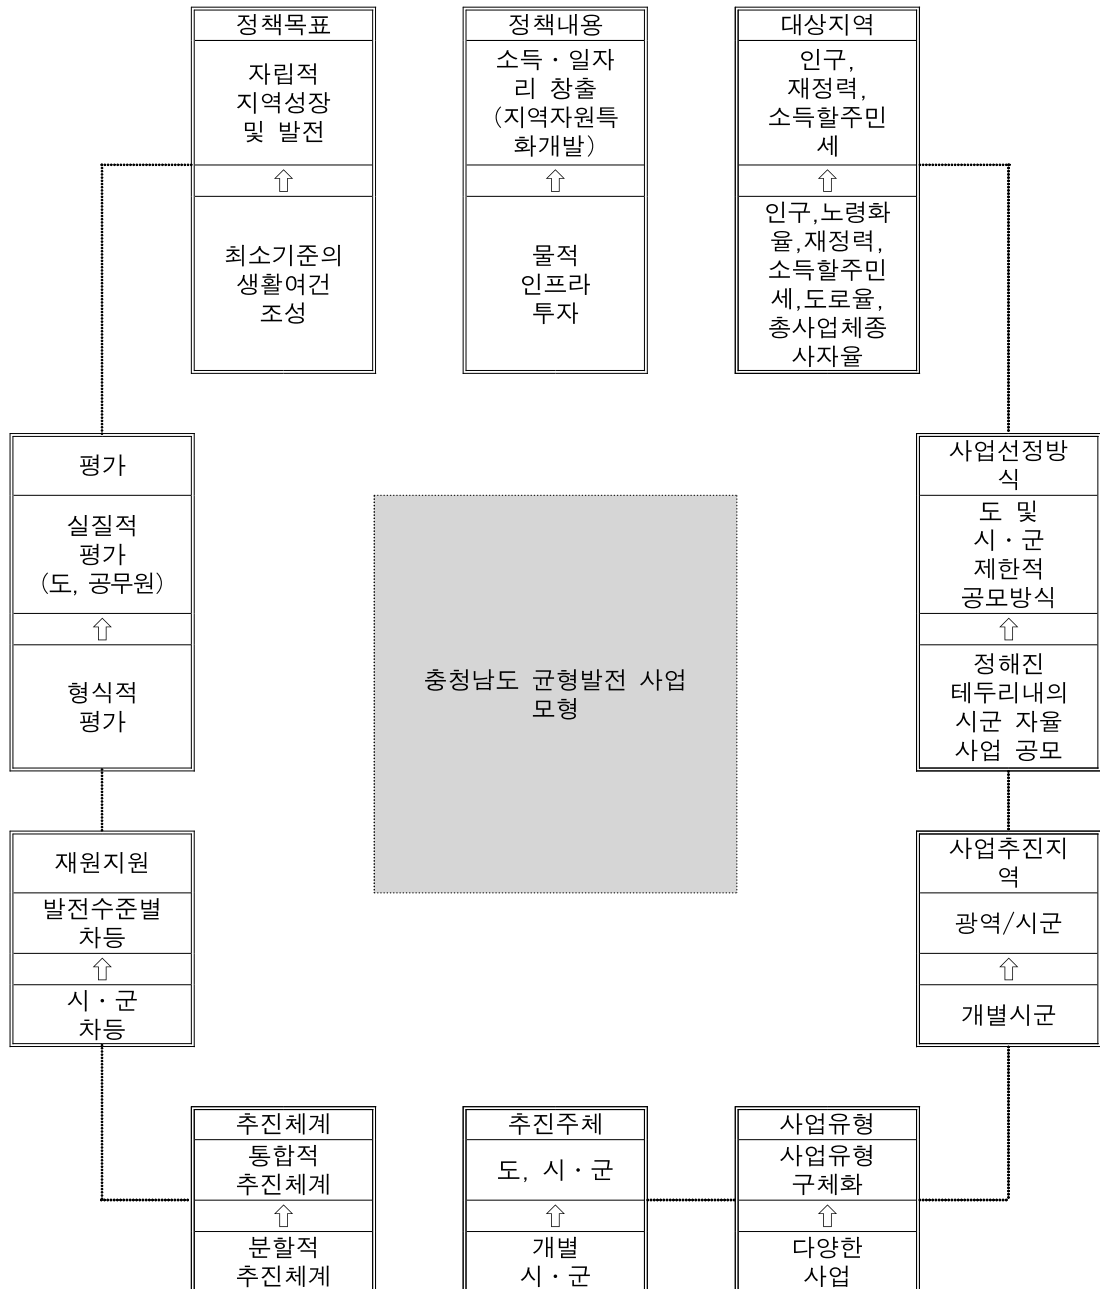 정책목표
자립적
지역성장
및 발전
⇧
최소기준의
생활여건
조성
정책내용
소득·일자
리 창출
(지역자원특
화개발)
⇧
물적
인프라
투자
대상지역
인구,
재정력,
소득할주민
세
⇧
인구,노령화
율,재정력,
소득할주민
세,도로율,
총사업체종
사자율
평가
실질적
평가
(도, 공무원)
⇧
형식적
평가
충청남도 균형발전 사업
모형
사업선정방
식
도 및
시·군
제한적
공모방식
⇧
정해진
테두리내의
시군 자율
사업 공모
재원지원
발전수준별
차등
⇧
시·군
차등
사업추진지
역
광역/시군
⇧
개별시군
추진체계
통합적
추진체계
⇧
분할적
추진체계
추진주체
도, 시·군
⇧
개별
시·군
사업유형
사업유형
구체화
⇧
다양한
사업